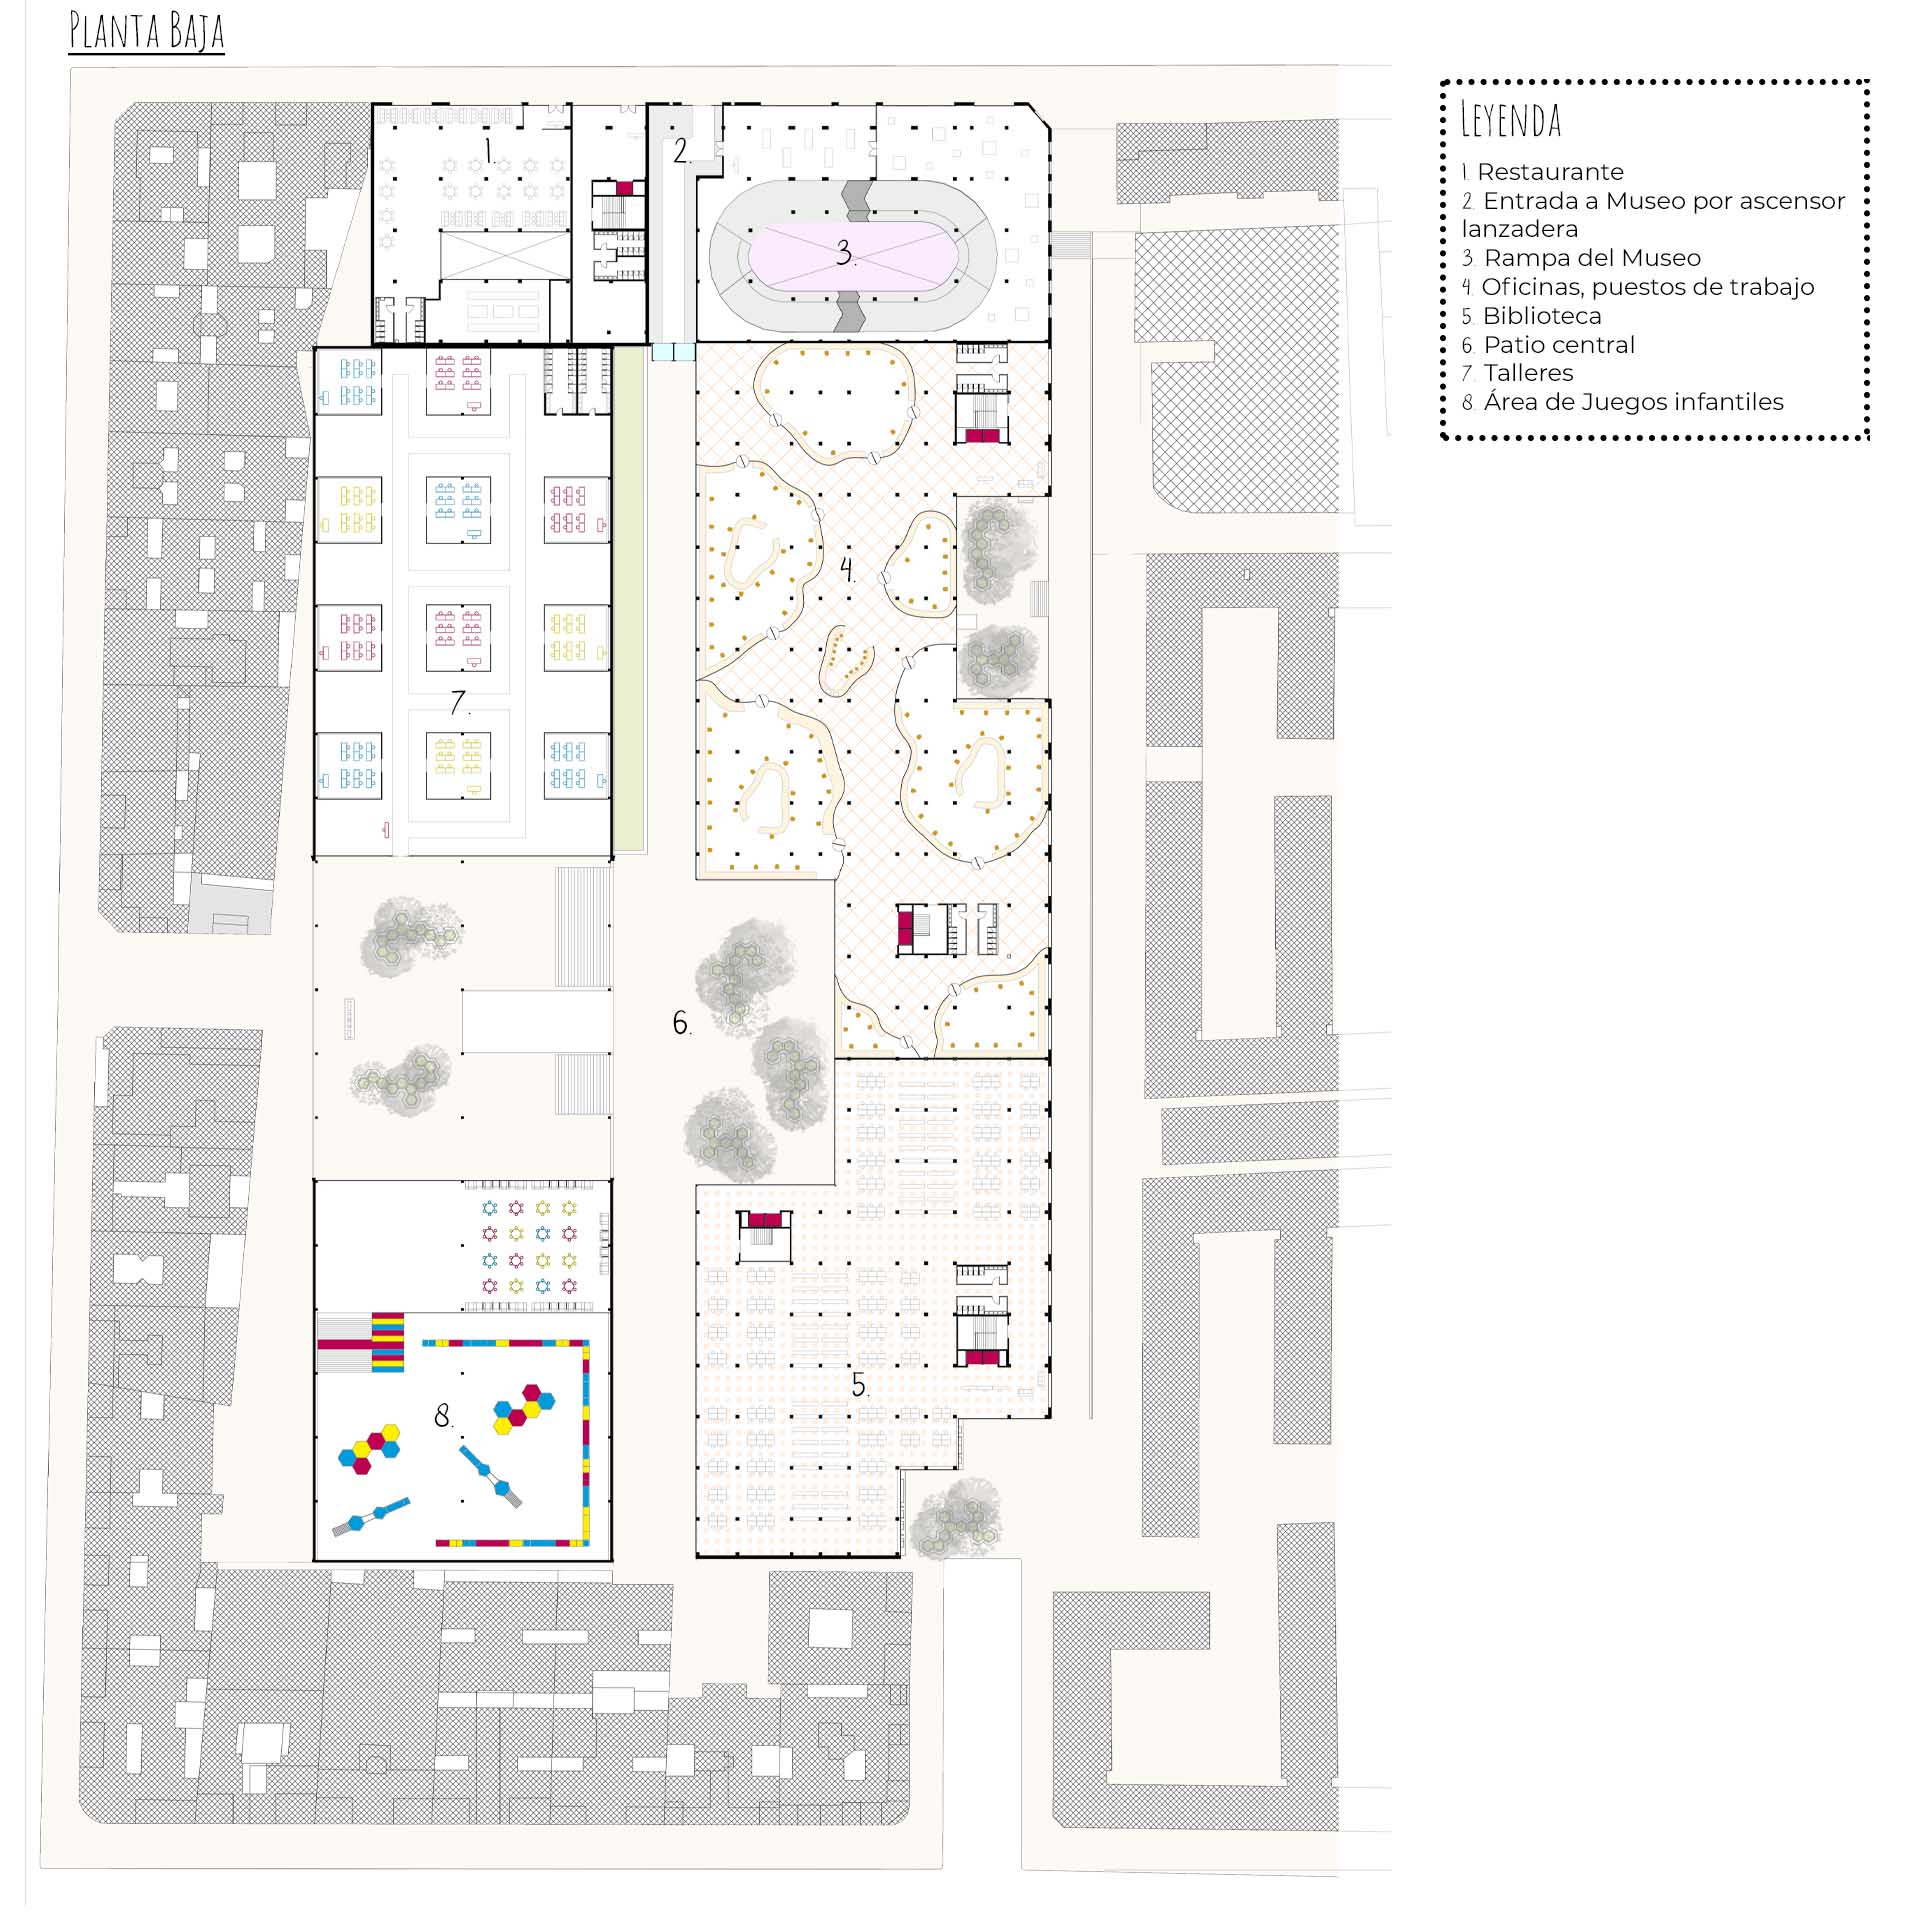 Planta Baja
Leyenda
1. Restaurante
2. Entrada a Museo por ascensor
lanzadera
3. Rampa del Museo
4. Oficinas, puestos de trabajo
5. Biblioteca
6. Patio central
7. Talleres
8. Área de Juegos infantiles
1.
2.
3.
4.
7.
6.
5.
8.